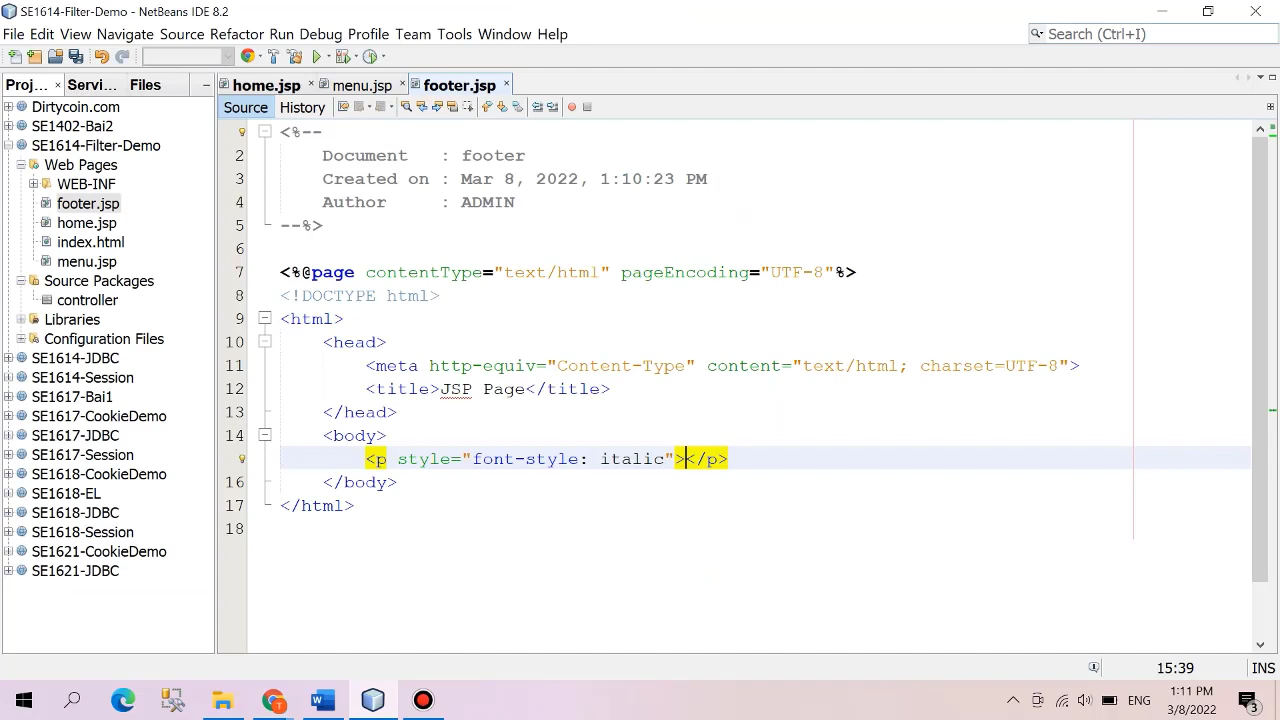 SE1614-Filter-Demo - NetBeans IDE 8.2
File Edit View Navigate Source Refactor Run Debug Profile Team Tools Window Help
Search (Ctrl+I)
Proj... × Servi... Files
home.jsp × menu.jsp × footer.jsp ×
Source History
Dirtycoin.com
SE1402-Bai2
SE1614-Filter-Demo
Web Pages
WEB-INF
footer.jsp
home.jsp
index.html
menu.jsp
Source Packages
controller
Libraries
Configuration Files
SE1614-JDBC
SE1614-Session
SE1617-Bai1
SE1617-CookieDemo
SE1617-JDBC
SE1617-Session
SE1618-CookieDemo
SE1618-EL
SE1618-JDBC
SE1618-Session
SE1621-CookieDemo
SE1621-JDBC
<%--
2 Document : footer
3 Created on : Mar 8, 2022, 1:10:23 PM
4 Author : ADMIN
5 --%>
6
7 <%@page contentType="text/html" pageEncoding="UTF-8"%>
8 <!DOCTYPE html>
9 <html>
10 <head>
11 <meta http-equiv="Content-Type" content="text/html; charset=UTF-8">
12 <title>JSP Page</title>
13 </head>
14 <body>
<p style="font-style: italic"></p>
16 </body>
17 </html>
18
15:39 INS
ENG
1:11 PM
3/8/2022
3